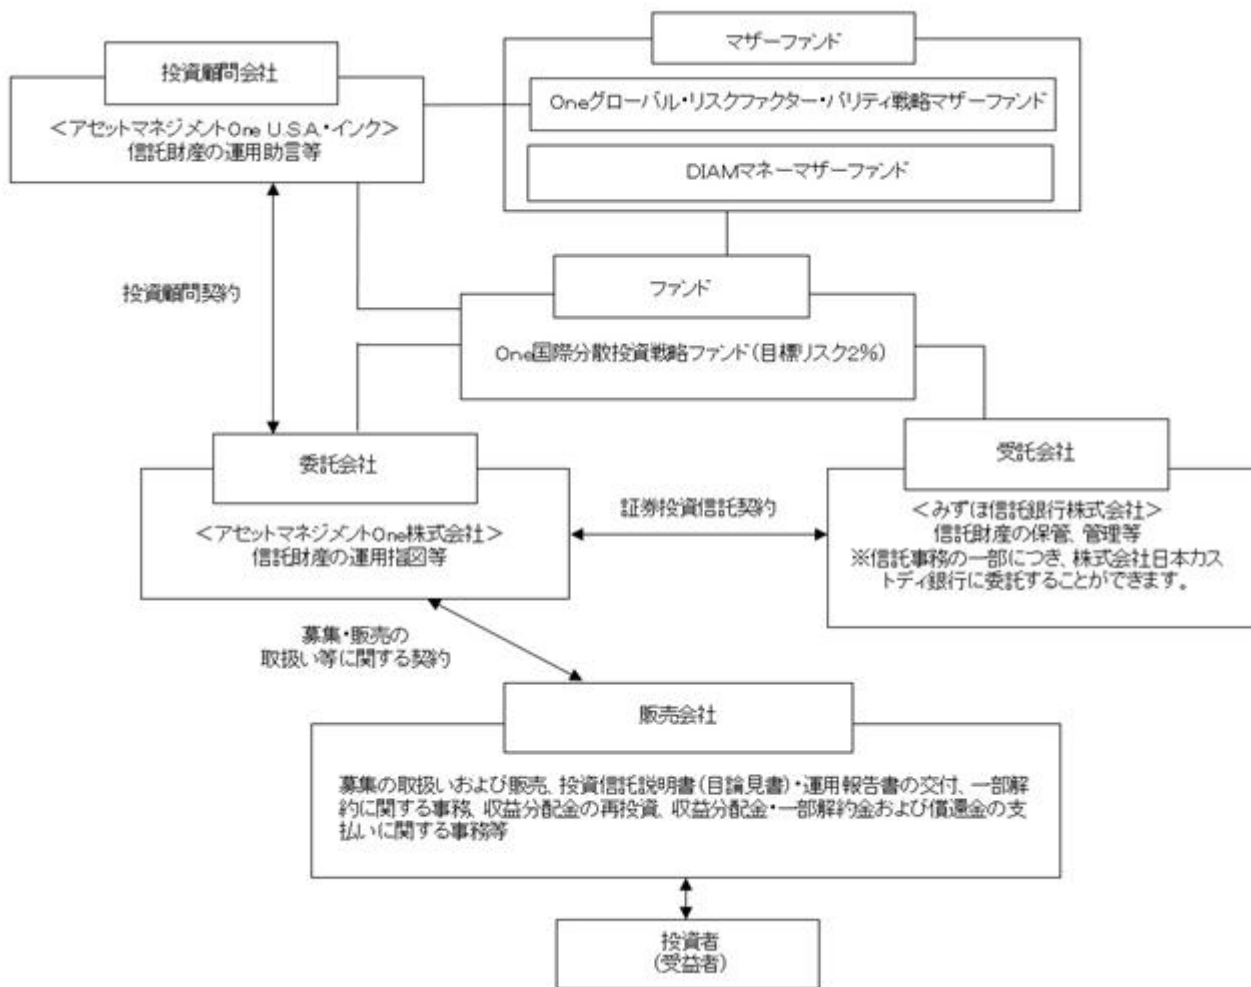 マザーファンド
投資顧問会社
Oneグローバル・リスクファクター・パリティ戦略マザーファンド
＜アセットマネジメントOne U.S.A.・インク＞
信託財産の運用助言等
DIAMマネーマザーファンド
ファンド
投資顧問契約
One国際分散投資戦略ファンド（目標リスク2％）
委託会社
受託会社
＜アセットマネジメントOne株式会社＞
信託財産の運用指図等
証券投資信託契約
＜みずほ信託銀行株式会社＞
信託財産の保管、管理等
※信託事務の一部につき、株式会社日本カス
トディ銀行に委託することができます。
募集・販売の
取扱い等に関する契約
販売会社
募集の取扱いおよび販売、投資信託説明書（目論見書）・運用報告書の交付、一部解
約に関する事務、収益分配金の再投資、収益分配金・一部解約金および償還金の支
払いに関する事務等
投資者
（受益者）